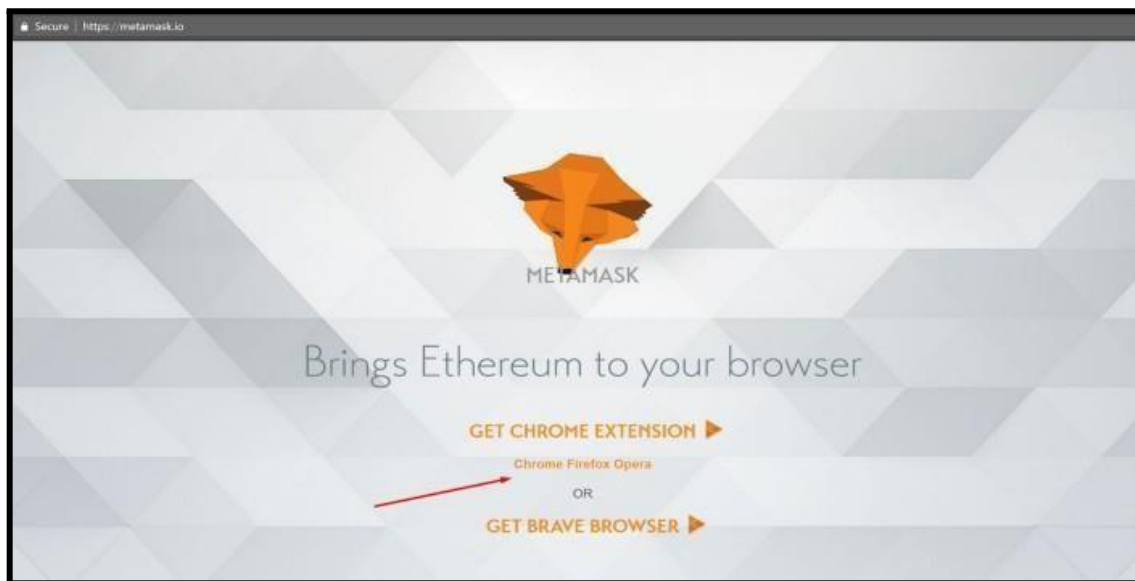 Secure | https://metamask.io
METAMASK
Brings Ethereum to your browser
GET CHROME EXTENSION
Chrome Firefox Opera
OR
GET BRAVE BROWSER